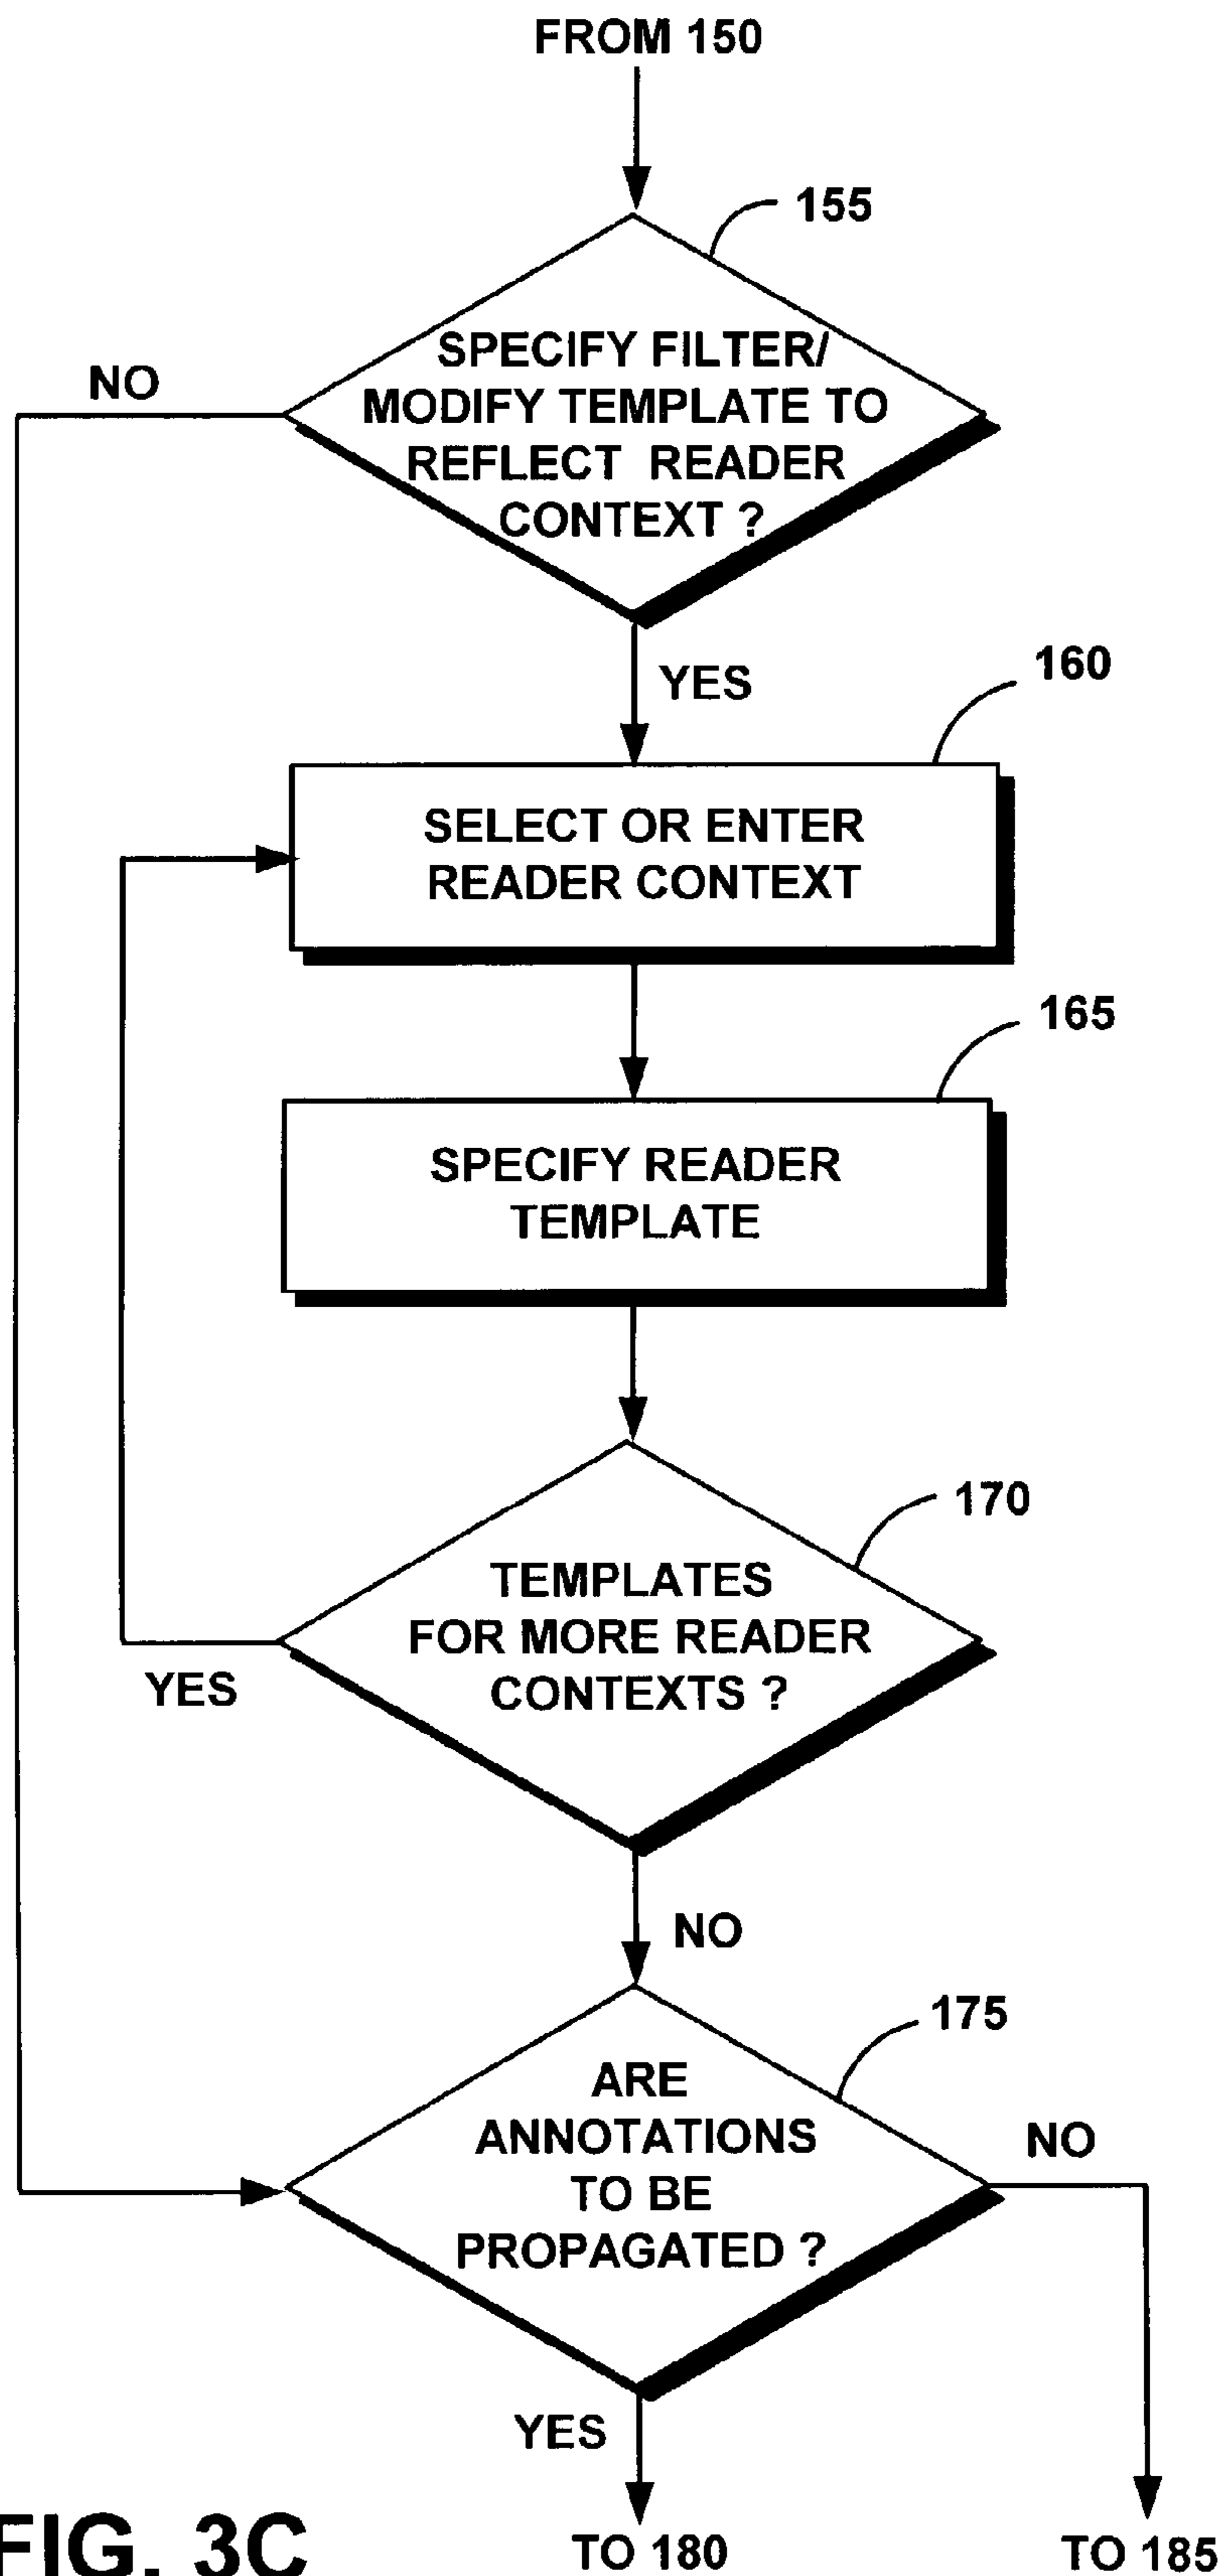 FROM 150
155
SPECIFY FILTER/
MODIFY TEMPLATE TO
REFLECT READER
CONTEXT ?
NO
YES
160
SELECT OR ENTER
READER CONTEXT
165
SPECIFY READER
TEMPLATE
170
TEMPLATES
FOR MORE READER
CONTEXTS ?
YES
NO
175
ARE
ANNOTATIONS
TO BE
PROPAGATED ?
NO
YES
TO 180
TO 185
FIG. 3C